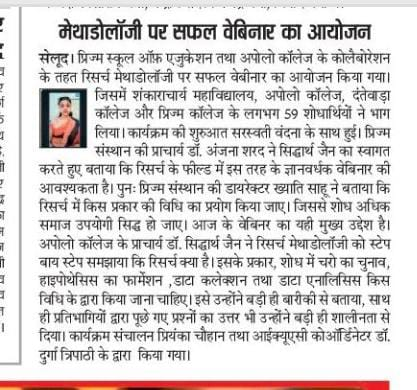 मेथाडोलॉजी पर सफल वेबिनार का आयोजन
सेलूद। प्रिज्म स्कूल ऑफ़ एजुकेशन तथा अपोलो कॉलेज के कोलैबोरेशन
के तहत रिसर्च मेथाडोलॉजी पर सफल वेबीनार का आयोजन किया गया।
जिसमें शंकराचार्य महाविद्यालय, अपोलो कॉलेज, दंतेवाड़ा
कॉलेज और प्रिज्म कॉलेज के लगभग 59 शोधार्थियों ने भाग
लिया। कार्यक्रम की शुरुआत सरस्वती वंदना के साथ हुई। प्रिज्म
संस्थान की प्राचार्य डॉ. अंजना शरद ने सिद्धार्थ जैन का स्वागत
करते हुए बताया कि रिसर्च के फील्ड में इस तरह के ज्ञानवर्धक वेबिनार की
आवश्यकता है। पुनः प्रिज्म संस्थान की डायरेक्टर ख्याति साहू ने बताया कि
रिसर्च में किस प्रकार की विधि का प्रयोग किया जाए। जिससे शोध अधिक
समाज उपयोगी सिद्ध हो जाए। आज के वेबिनर का यही मुख्य उद्देश है।
अपोलो कॉलेज के प्राचार्य डॉ. सिद्धार्थ जैन ने रिसर्च मेथाडोलॉजी को स्टेप
बाय स्टेप समझाया कि रिसर्च क्या है। इसके प्रकार, शोध में चरो का चुनाव,
हाइपोथेसिस का फार्मेशन ,डाटा कलेक्शन तथा डाटा एनालिसिस किस
विधि के द्वारा किया जाना चाहिए। इसे उन्होंने बड़ी ही बारीकी से बताया, साथ
ही प्रतिभागियों द्वारा पूछे गए प्रश्नों का उत्तर भी उन्होंने बड़ी ही शालीनता से
दिया। कार्यक्रम संचालन प्रियंका चौहान तथा आईक्यूएसी कोऑर्डिनेटर डॉ.
दुर्गा त्रिपाठी के द्वारा किया गया।